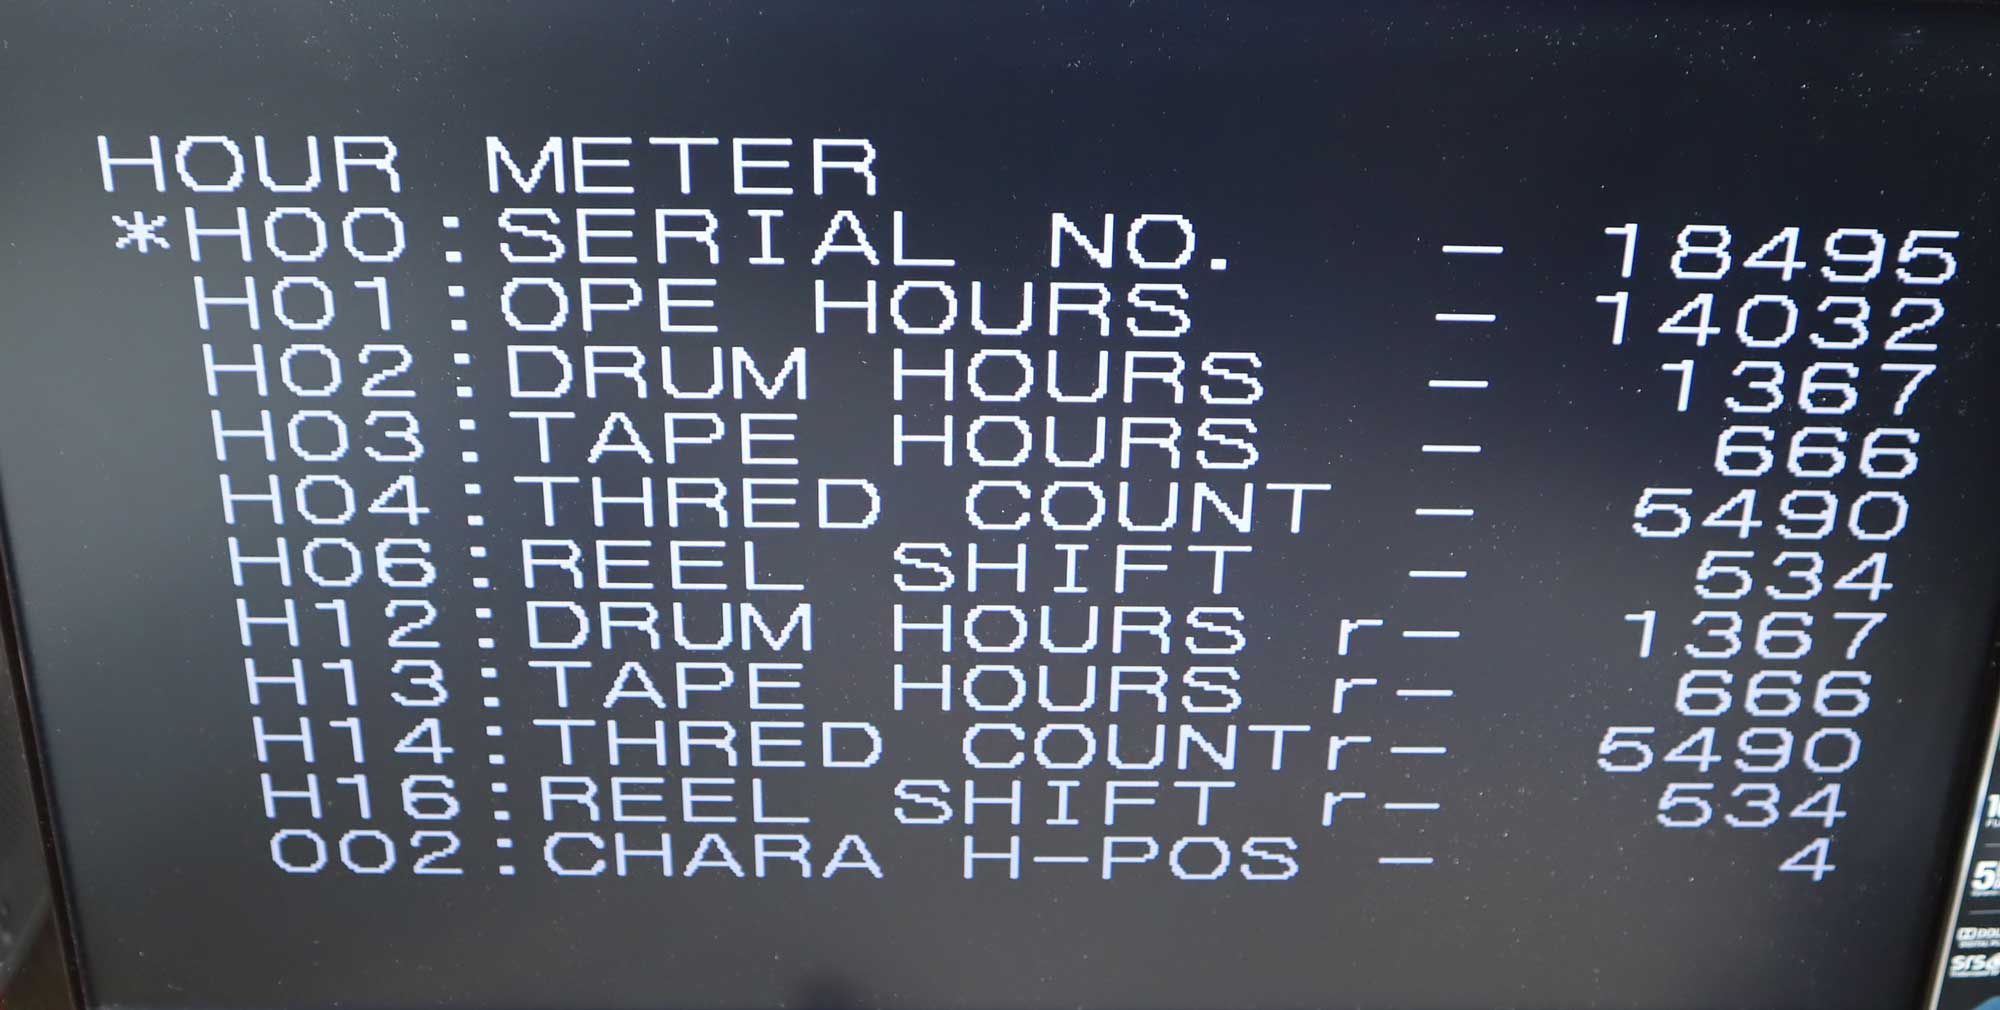 HOUR METER
*H00:SERIAL NO. - 18495
H01:OPE HOURS - 14032
H02:DRUM HOURS - 1367
H03:TAPE HOURS - 666
H04:THRED COUNT - 5490
H06:REEL SHIFT - 534
H12:DRUM HOURS r- 1367
H13:TAPE HOURS r- 666
H14:THRED COUNTr- 5490
H16:REEL SHIFT r- 534
002:CHARA H-POS - 4